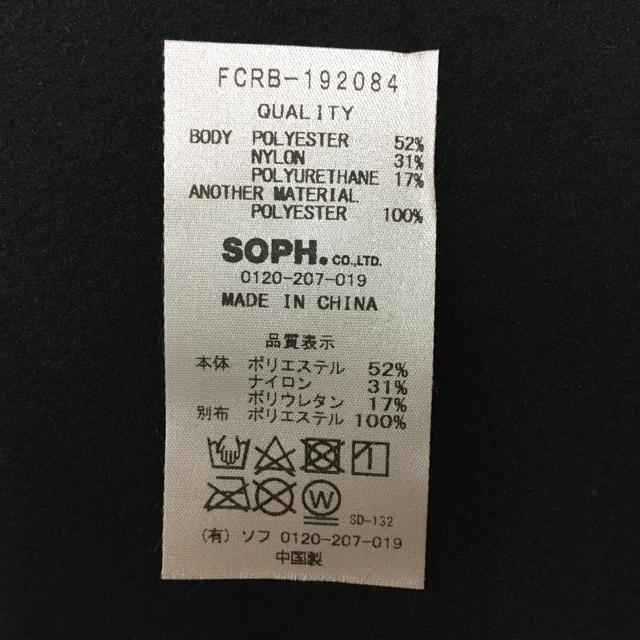 FCRB-192084
QUALITY
BODY POLYESTER 52%
NYLON 31%
POLYURETHANE 17%
ANOTHER MATERIAL
POLYESTER 100%
SOPH. CO.,LTD.
0120-207-019
MADE IN CHINA
品質表示
本体 ポリエステル 52%
ナイロン 31%
ポリウレタン 17%
別布 ポリエステル 100%
W
SD-132
(有) ソフ 0120-207-019
中国製